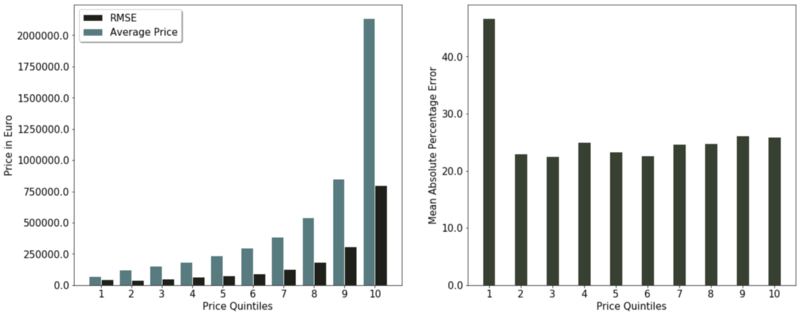 RMSE
Average Price
2000000.0
1750000.0
1500000.0
1250000.0
1000000.0
750000.0
500000.0
250000.0
0.0
Price in Euro
1 2 3 4 5 6 7 8 9 10
Price Quintiles
40.0
30.0
20.0
10.0
0.0
Mean Absolute Percentage Error
1 2 3 4 5 6 7 8 9 10
Price Quintiles